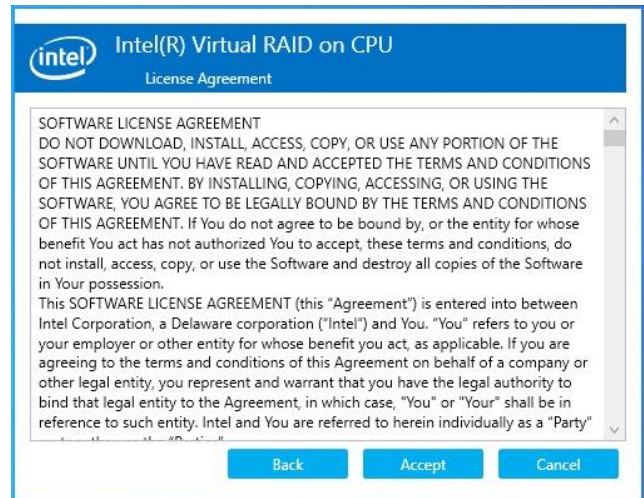 intel
Intel(R) Virtual RAID on CPU
License Agreement
SOFTWARE LICENSE AGREEMENT
DO NOT DOWNLOAD, INSTALL, ACCESS, COPY, OR USE ANY PORTION OF THE
SOFTWARE UNTIL YOU HAVE READ AND ACCEPTED THE TERMS AND CONDITIONS
OF THIS AGREEMENT. BY INSTALLING, COPYING, ACCESSING, OR USING THE
SOFTWARE, YOU AGREE TO BE LEGALLY BOUND BY THE TERMS AND CONDITIONS
OF THIS AGREEMENT. If You do not agree to be bound by, or the entity for whose
benefit You act has not authorized You to accept, these terms and conditions, do
not install, access, copy, or use the Software and destroy all copies of the Software
in Your possession.
This SOFTWARE LICENSE AGREEMENT (this “Agreement”) is entered into between
Intel Corporation, a Delaware corporation (“Intel”) and You. “You” refers to you or
your employer or other entity for whose benefit you act, as applicable. If you are
agreeing to the terms and conditions of this Agreement on behalf of a company or
other legal entity, you represent and warrant that you have the legal authority to
bind that legal entity to the Agreement, in which case, "You" or "Your" shall be in
reference to such entity. Intel and You are referred to herein individually as a “Party”
Back
Accept
Cancel